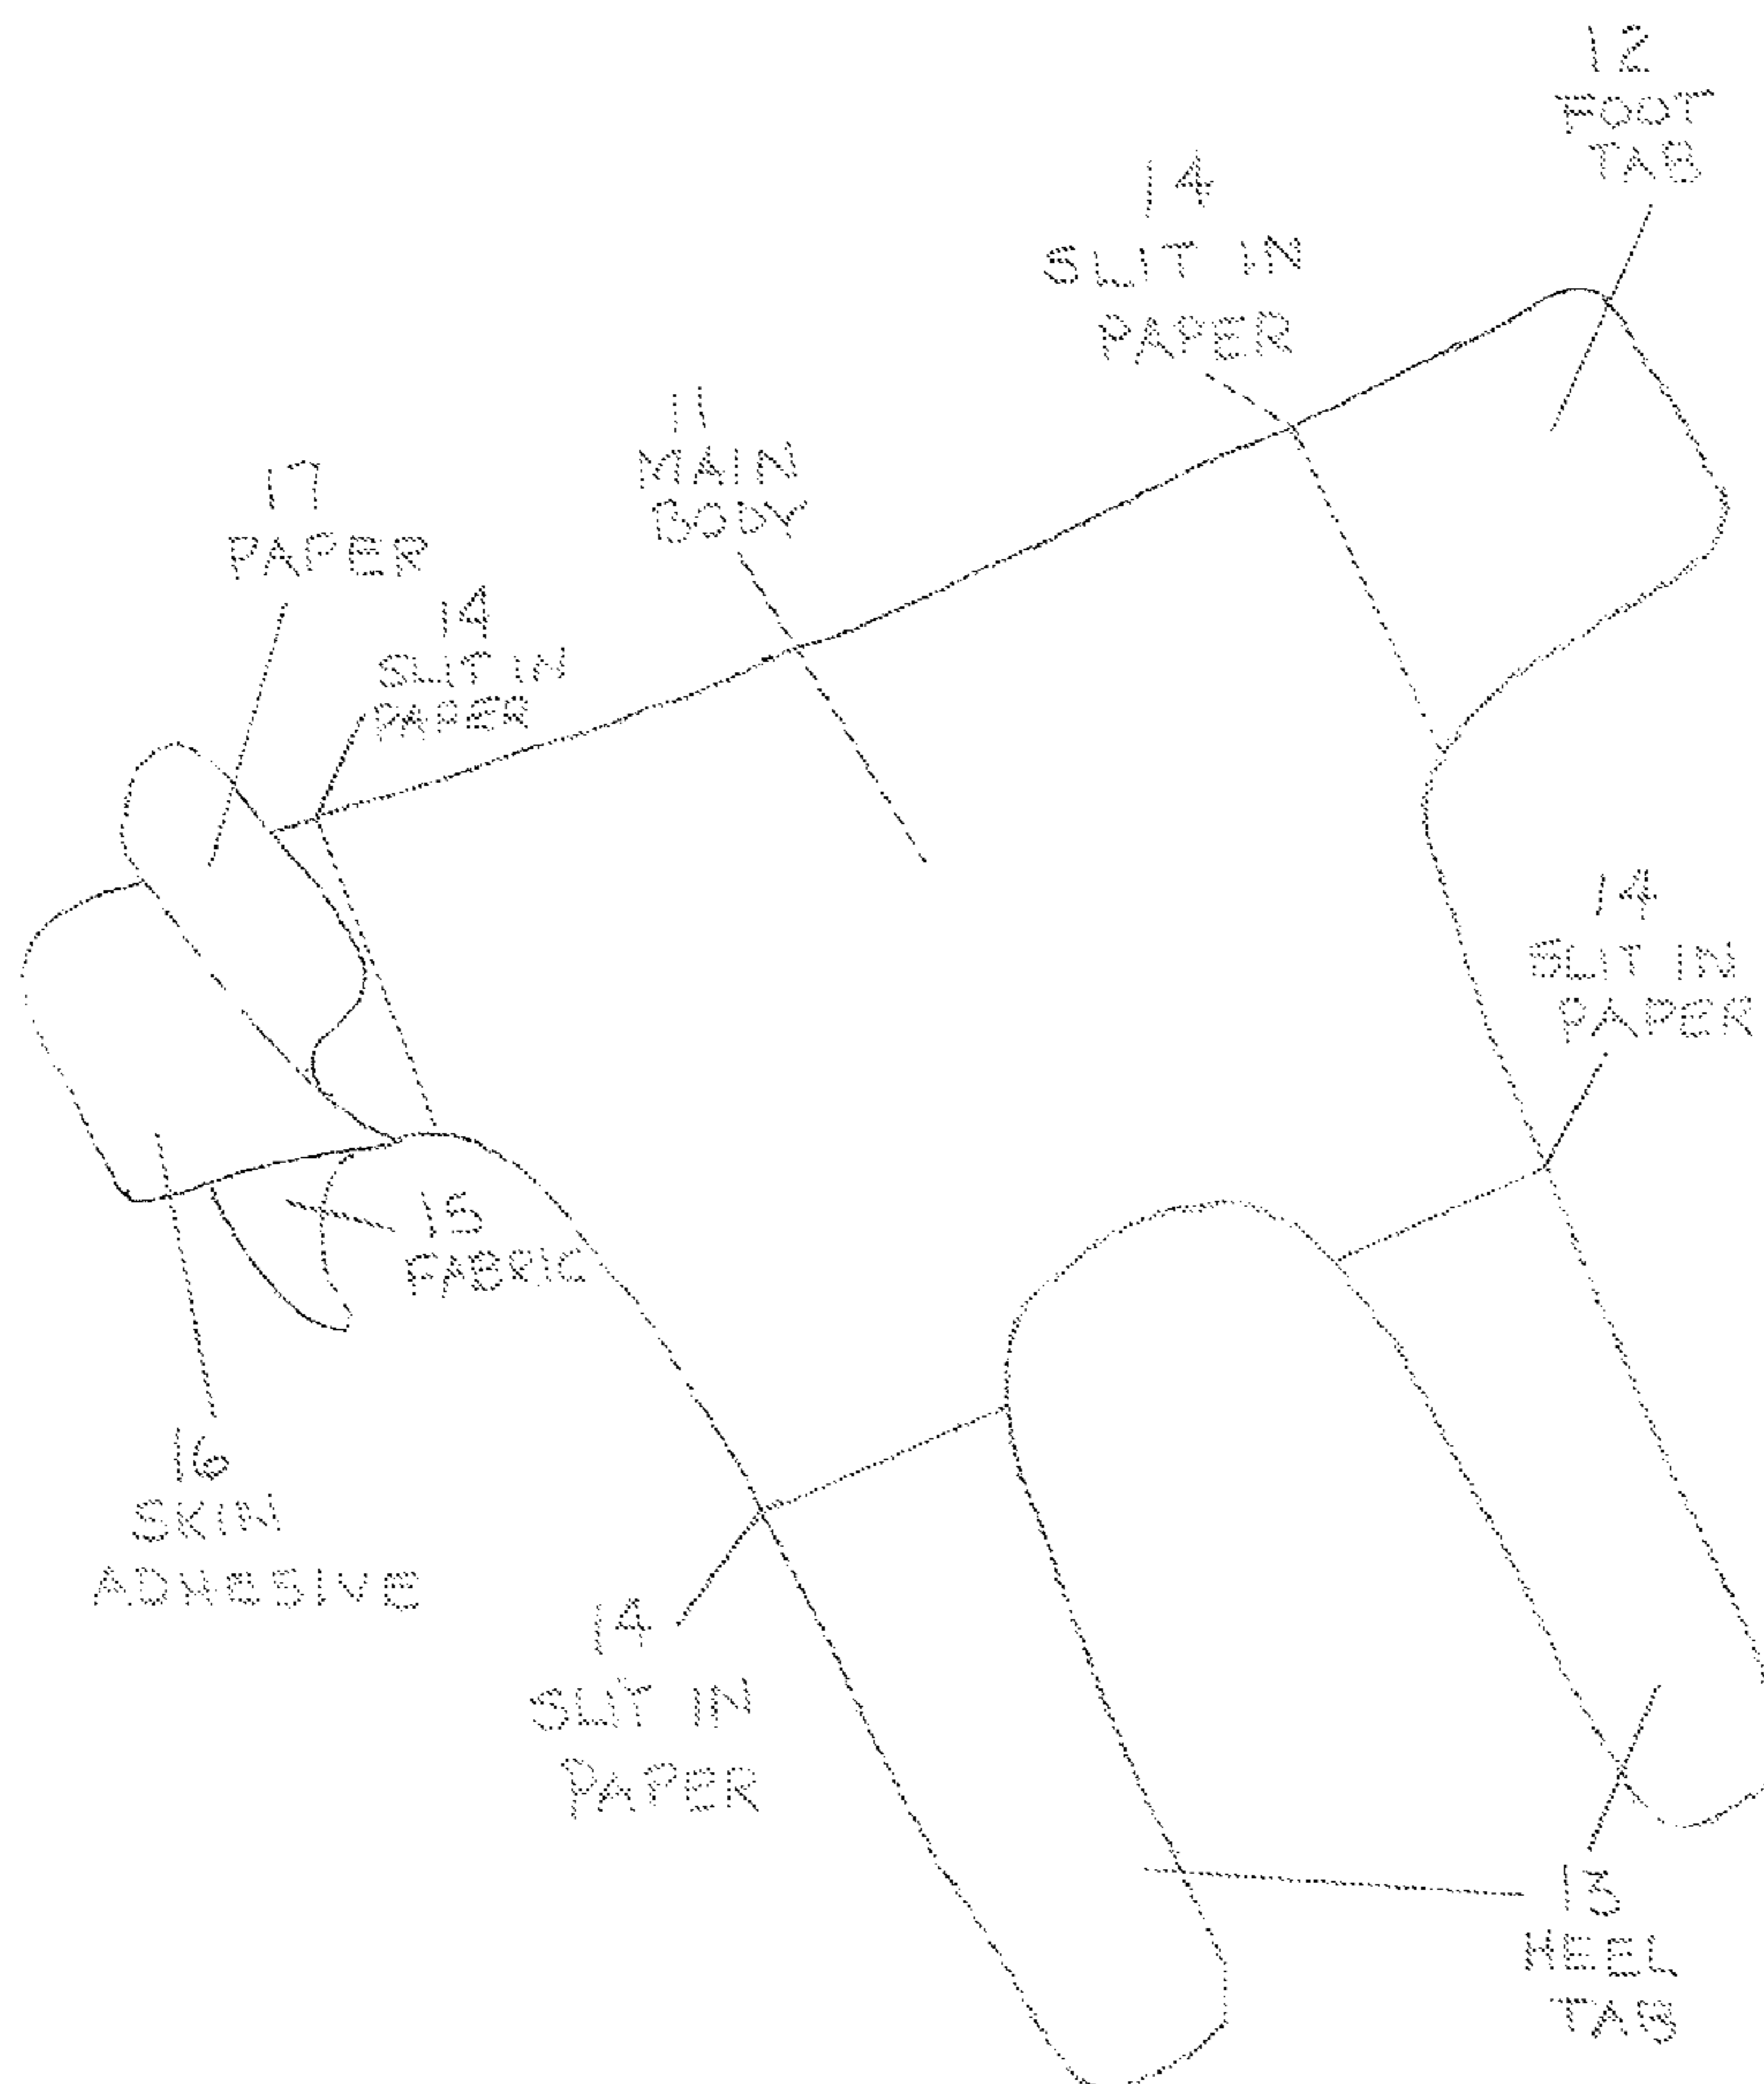 12
FOOT
TAB
14
SLIT IN
PAPER
11
MAIN
BODY
17
PAPER
14
SLIT IN
PAPER
14
SLIT IN
PAPER
15
FABRIC
16
SKIN
ADHESIVE
14
SLIT IN
PAPER
13
HEEL
TAB